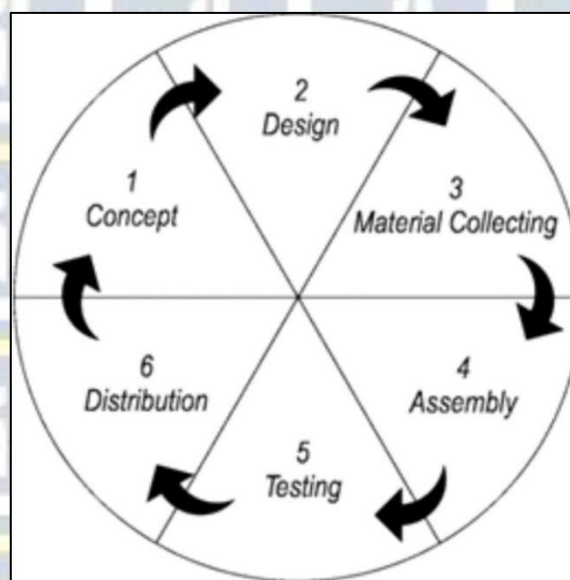 1
Concept
2
Design
3
Material Collecting
4
Assembly
5
Testing
6
Distribution